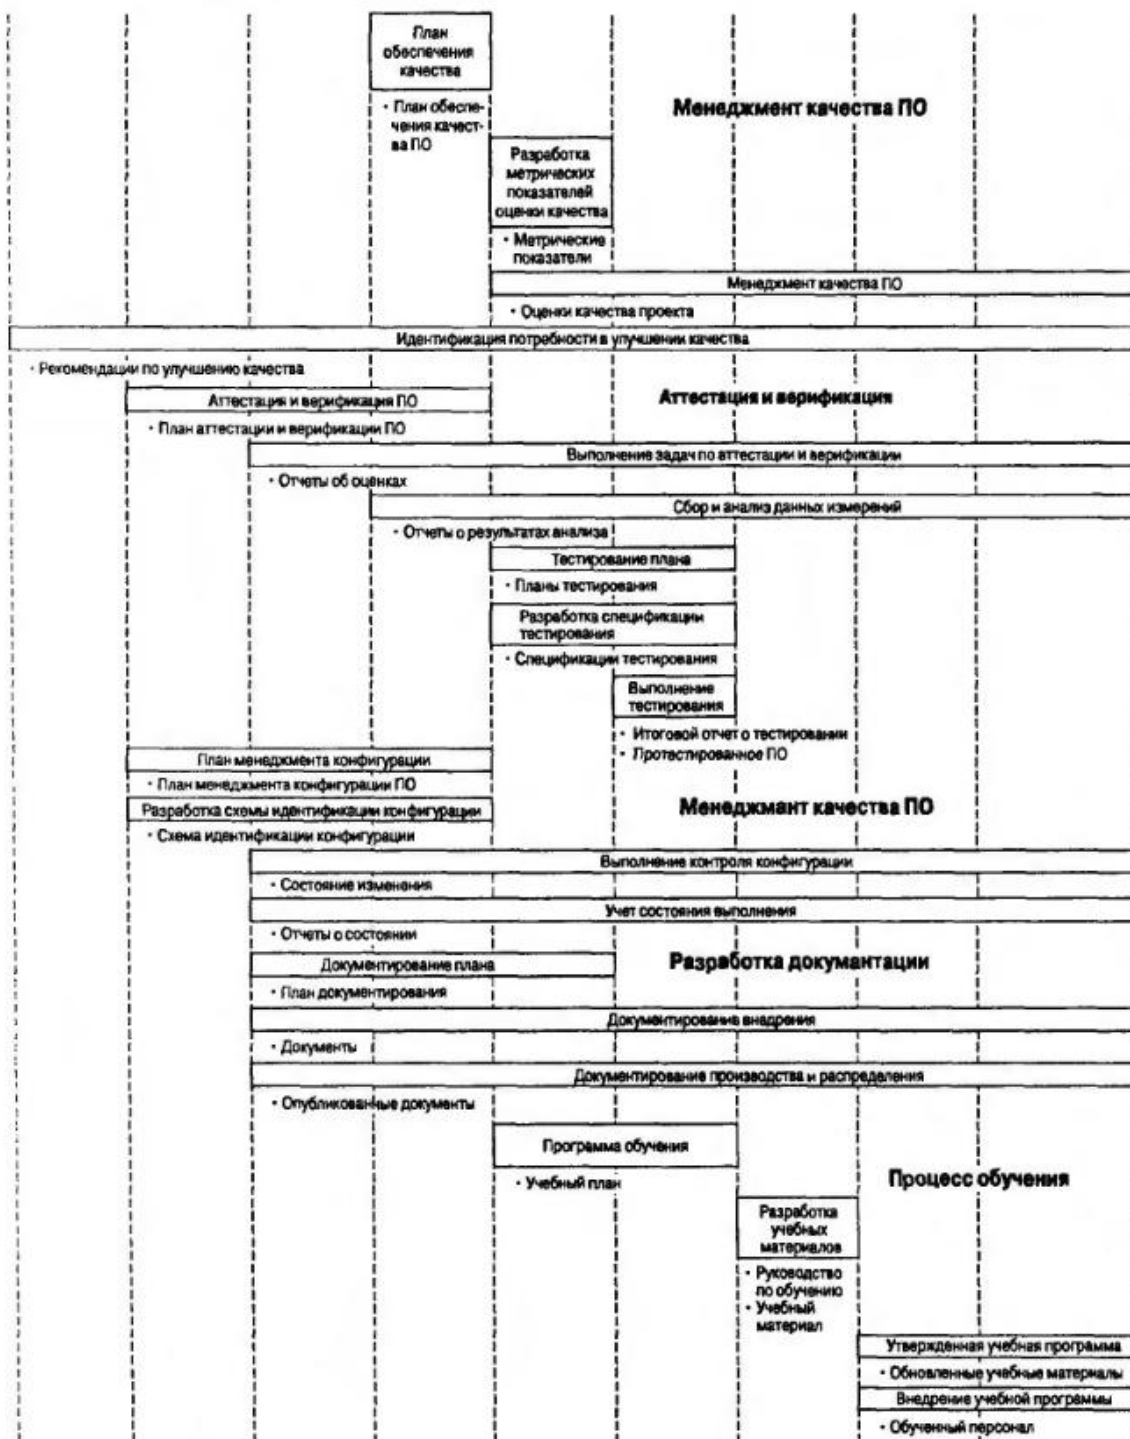 План
обеспечения
качества
• План обеспе-
чения качест-
ва ПО
Менеджмент качества ПО
Разработка
метрических
показателей
оценки качества
• Метрические
показатели
Менеджмент качества ПО
• Оценки качества проекта
Идентификация потребности в улучшении качества
• Рекомендации по улучшению качества
Аттестация и верификация ПО
Аттестация и верификация
• План аттестации и верификации ПО
Выполнение задач по аттестации и верификации
• Отчеты об оценках
Сбор и анализ данных измерений
• Отчеты о результатах анализа
Тестирование плана
• Планы тестирования
Разработка спецификации
тестирования
• Спецификации тестирования
Выполнение
тестирования
• Итоговой отчет о тестировании
• Протестированное ПО
План менеджмента конфигурации
• План менеджмента конфигурации ПО
Менеджмант качества ПО
Разработка схемы идентификации конфигурации
• Схема идентификации конфигурации
Выполнение контроля конфигурации
• Состояние изменения
Учет состояния выполнения
• Отчеты о состоянии
Документирование плана
Разработка документации
• План документирования
Документирование внадрения
• Документы
Документирование производства и распределения
• Опубликованные документы
Программа обучения
• Учебный план
Процесс обучения
Разработка
учебных
материалов
• Руководство
по обучению
• Учебный
материал
Утвержденная учебная программа
• Обновленные учебные материалы
Внедрение учебной программы
• Обученный персонал